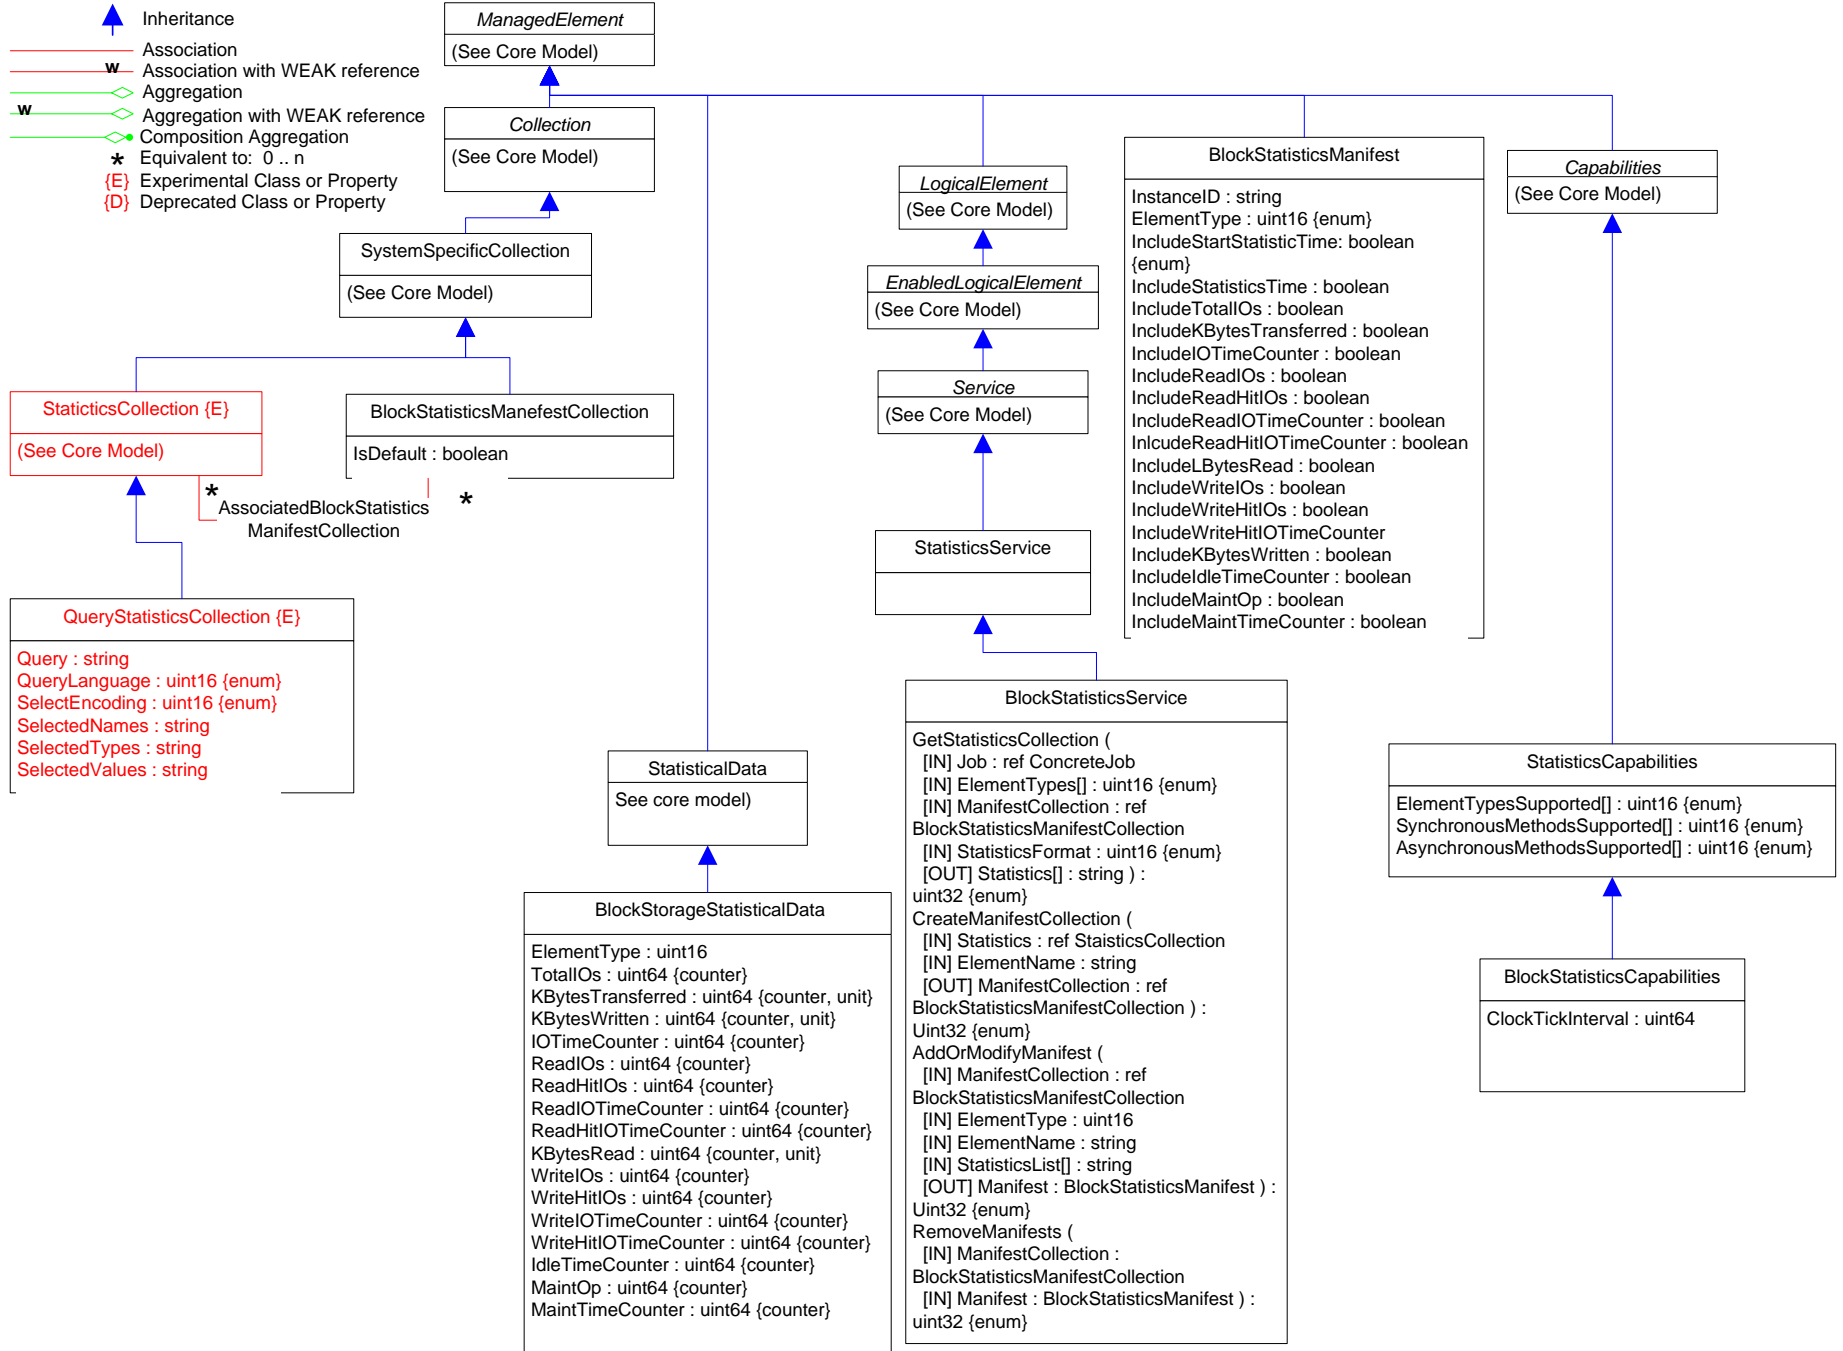 Inheritance
Association
w
Association with WEAK reference
Aggregation
w
Aggregation with WEAK reference
Composition Aggregation
* Equivalent to: 0 .. n
{E} Experimental Class or Property
{D} Deprecated Class or Property
ManagedElement
(See Core Model)
Collection
(See Core Model)
SystemSpecificCollection
(See Core Model)
StaticticsCollection {E}
(See Core Model)
BlockStatisticsManefestCollection
IsDefault : boolean
*
*
AssociatedBlockStatistics
ManifestCollection
QueryStatisticsCollection {E}
Query : string
QueryLanguage : uint16 {enum}
SelectEncoding : uint16 {enum}
SelectedNames : string
SelectedTypes : string
SelectedValues : string
StatisticalData
See core model)
BlockStorageStatisticalData
ElementType : uint16
TotalIOs : uint64 {counter}
KBytesTransferred : uint64 {counter, unit}
KBytesWritten : uint64 {counter, unit}
IOTimeCounter : uint64 {counter}
ReadIOs : uint64 {counter}
ReadHitIOs : uint64 {counter}
ReadIOTimeCounter : uint64 {counter}
ReadHitIOTimeCounter : uint64 {counter}
KBytesRead : uint64 {counter, unit}
WriteIOs : uint64 {counter}
WriteHitIOs : uint64 {counter}
WriteIOTimeCounter : uint64 {counter}
WriteHitIOTimeCounter : uint64 {counter}
IdleTimeCounter : uint64 {counter}
MaintOp : uint64 {counter}
MaintTimeCounter : uint64 {counter}
LogicalElement
(See Core Model)
EnabledLogicalElement
(See Core Model)
Service
(See Core Model)
StatisticsService
BlockStatisticsService
GetStatisticsCollection (
[IN] Job : ref ConcreteJob
[IN] ElementTypes[] : uint16 {enum}
[IN] ManifestCollection : ref
BlockStatisticsManifestCollection
[IN] StatisticsFormat : uint16 {enum}
[OUT] Statistics[] : string ) :
uint32 {enum}
CreateManifestCollection (
[IN] Statistics : ref StaisticsCollection
[IN] ElementName : string
[OUT] ManifestCollection : ref
BlockStatisticsManifestCollection ) :
Uint32 {enum}
AddOrModifyManifest (
[IN] ManifestCollection : ref
BlockStatisticsManifestCollection
[IN] ElementType : uint16
[IN] ElementName : string
[IN] StatisticsList[] : string
[OUT] Manifest : BlockStatisticsManifest ) :
Uint32 {enum}
RemoveManifests (
[IN] ManifestCollection :
BlockStatisticsManifestCollection
[IN] Manifest : BlockStatisticsManifest ) :
uint32 {enum}
BlockStatisticsManifest
InstanceID : string
ElementType : uint16 {enum}
IncludeStartStatisticTime: boolean
{enum}
IncludeStatisticsTime : boolean
IncludeTotalIOs : boolean
IncludeKBytesTransferred : boolean
IncludeIOTimeCounter : boolean
IncludeReadIOs : boolean
IncludeReadHitIOs : boolean
IncludeReadIOTimeCounter : boolean
InlcudeReadHitIOTimeCounter : boolean
IncludeLBytesRead : boolean
IncludeWriteIOs : boolean
IncludeWriteHitIOs : boolean
IncludeWriteHitIOTimeCounter
IncludeKBytesWritten : boolean
IncludeIdleTimeCounter : boolean
IncludeMaintOp : boolean
IncludeMaintTimeCounter : boolean
Capabilities
(See Core Model)
StatisticsCapabilities
ElementTypesSupported[] : uint16 {enum}
SynchronousMethodsSupported[] : uint16 {enum}
AsynchronousMethodsSupported[] : uint16 {enum}
BlockStatisticsCapabilities
ClockTickInterval : uint64